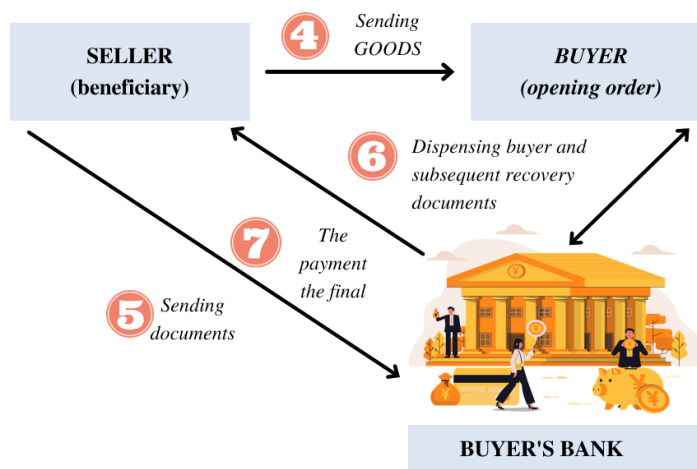 SELLER
(beneficiary)
4
Sending
GOODS
BUYER
(opening order)
6
Dispensing buyer and
subsequent recovery
documents
7
The
payment
the final
5
Sending
documents
¥
¥
¥
¥
¥
BUYER'S BANK